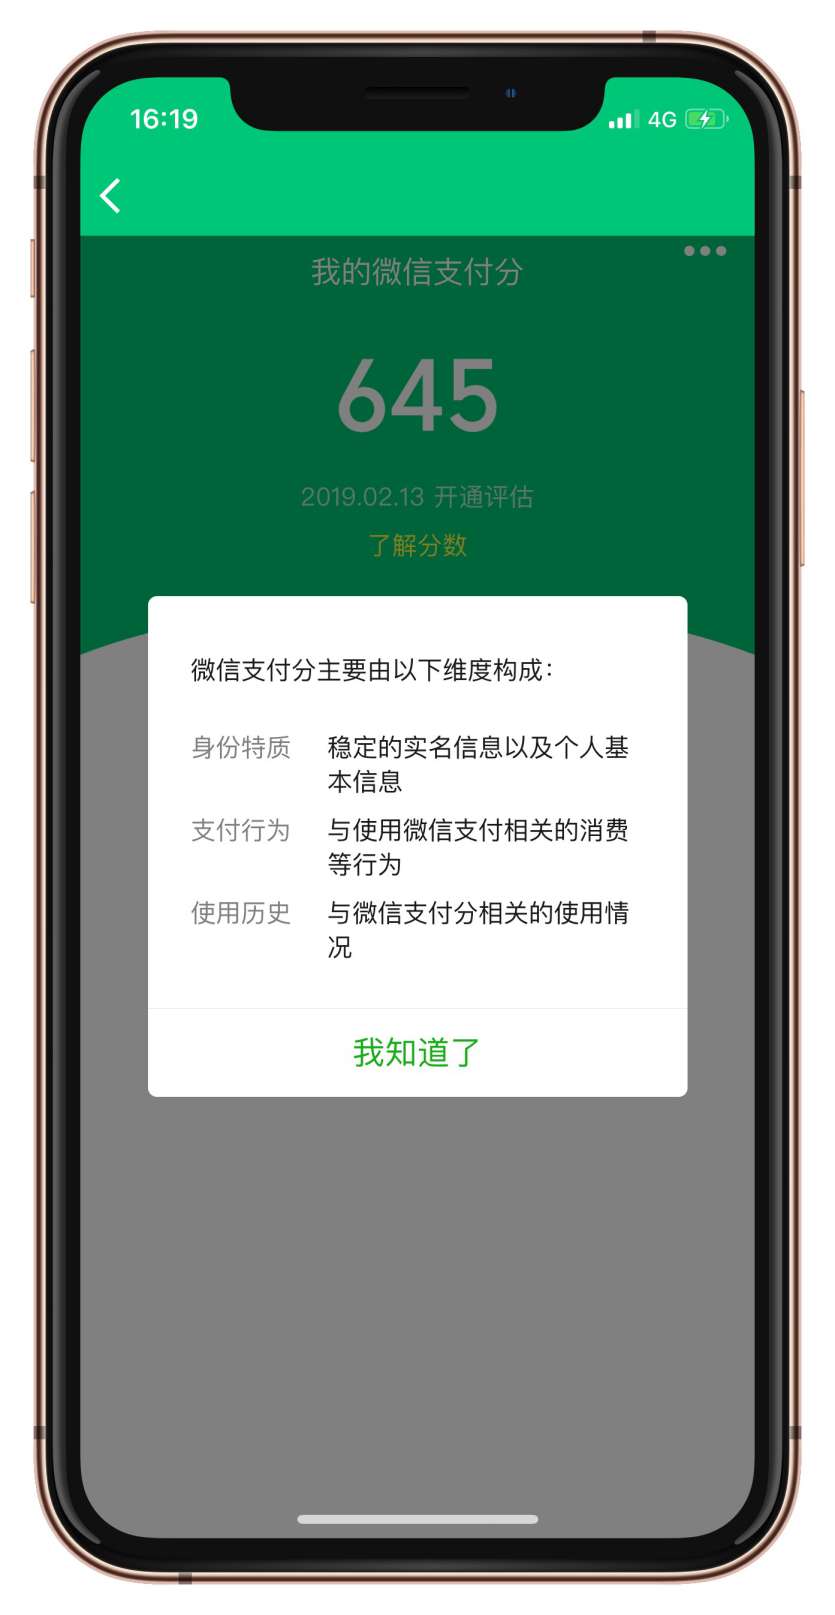 16:19
4G
我的微信支付分
645
2019.02.13 开通评估
了解分数
微信支付分主要由以下维度构成：
身份特质 稳定的实名信息以及个人基
本信息
支付行为 与使用微信支付相关的消费
等行为
使用历史 与微信支付分相关的使用情
况
我知道了